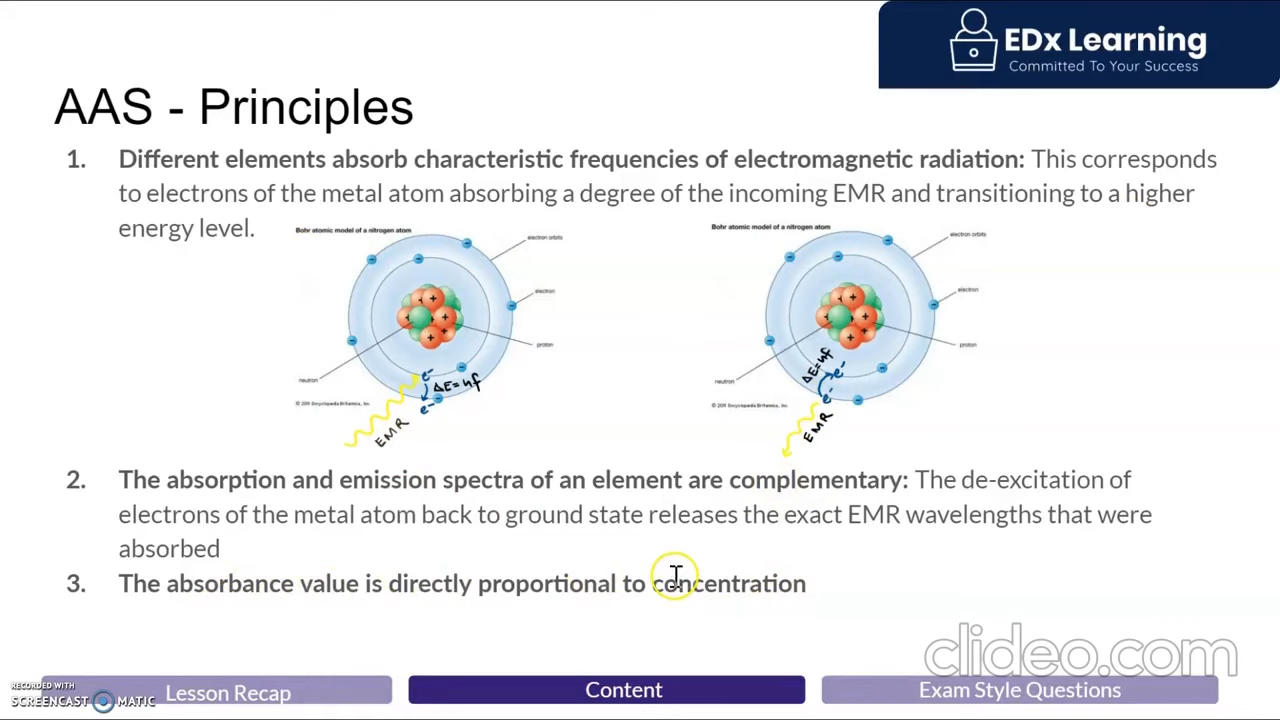 EDx Learning
Committed To Your Success
AAS - Principles
1. Different elements absorb characteristic frequencies of electromagnetic radiation: This corresponds
to electrons of the metal atom absorbing a degree of the incoming EMR and transitioning to a higher
energy level.
Bohr atomic model of a nitrogen atom
electron orbits
electron
proton
neutron
e-
ΔE=hf
e-
EMR
© 2011 Encyclopædia Britannica, Inc.
Bohr atomic model of a nitrogen atom
electron orbits
electron
proton
neutron
ΔE=hf
e-
e-
EMR
© 2011 Encyclopædia Britannica, Inc.
2. The absorption and emission spectra of an element are complementary: The de-excitation of
electrons of the metal atom back to ground state releases the exact EMR wavelengths that were
absorbed
3. The absorbance value is directly proportional to concentration
clideo.com
RECORDED WITH
SCREENCAST MATIC
Lesson Recap
Content
Exam Style Questions